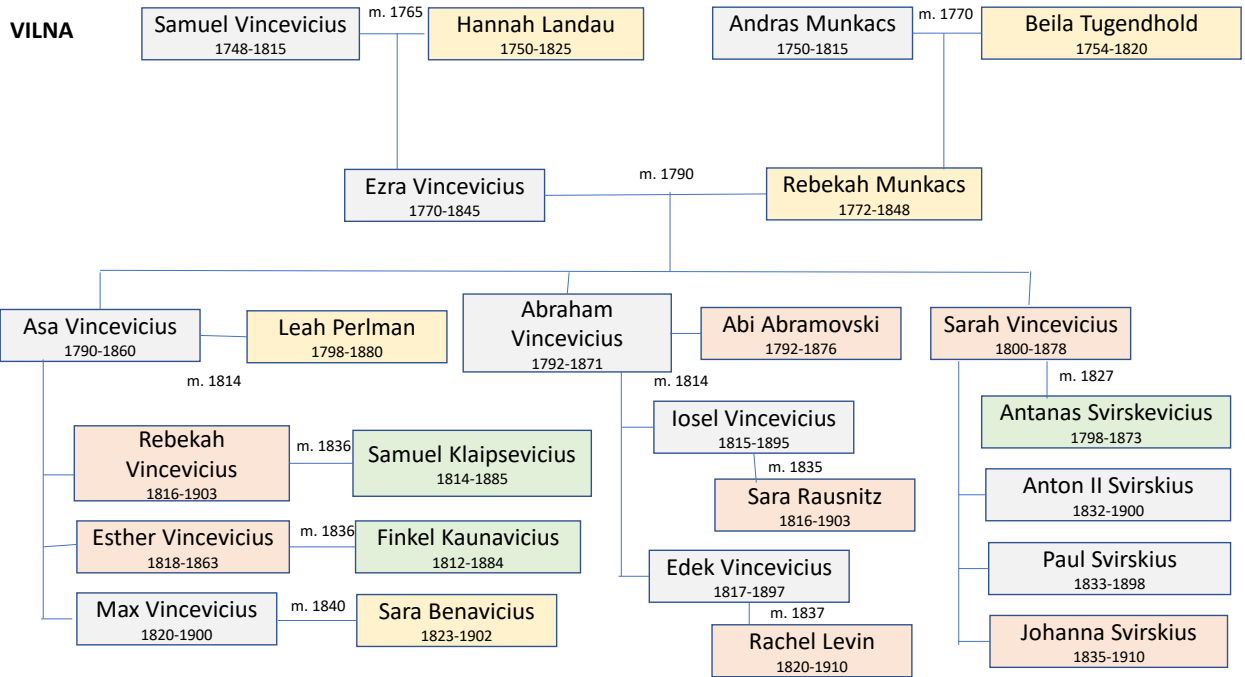 VILNA
Samuel Vincevicius
1748-1815
m. 1765
Hannah Landau
1750-1825
Andras Munkacs
1750-1815
m. 1770
Beila Tugendhold
1754-1820
Ezra Vincevicius
1770-1845
m. 1790
Rebekah Munkacs
1772-1848
Asa Vincevicius
1790-1860
Leah Perlman
1798-1880
m. 1814
Abraham
Vincevicius
1792-1871
Abi Abramovski
1792-1876
m. 1814
Sarah Vincevicius
1800-1878
m. 1827
Antanas Svirskevicius
1798-1873
Rebekah
Vincevicius
1816-1903
m. 1836
Samuel Klaipsevicius
1814-1885
Esther Vincevicius
1818-1863
m. 1836
Finkel Kaunavicius
1812-1884
Max Vincevicius
1820-1900
m. 1840
Sara Benavicius
1823-1902
Iosel Vincevicius
1815-1895
m. 1835
Sara Rausnitz
1816-1903
Edek Vincevicius
1817-1897
m. 1837
Rachel Levin
1820-1910
Anton II Svirskius
1832-1900
Paul Svirskius
1833-1898
Johanna Svirskius
1835-1910